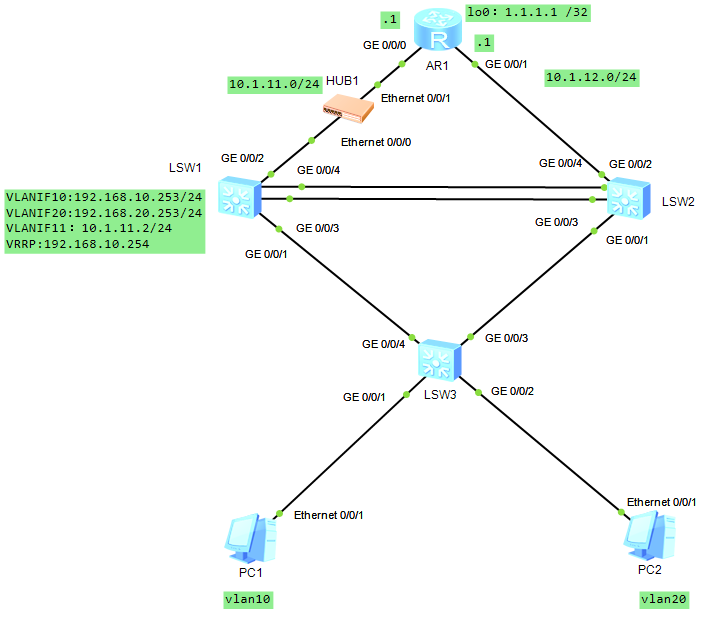 lo0: 1.1.1.1 /32
.1
GE 0/0/0
R
.1
AR1
GE 0/0/1
10.1.11.0/24
HUB1
10.1.12.0/24
Ethernet 0/0/1
Ethernet 0/0/0
LSW1
GE 0/0/2
GE 0/0/4
GE 0/0/4
GE 0/0/2
LSW2
VLANIF10:192.168.10.253/24
VLANIF20:192.168.20.253/24
VLANIF11: 10.1.11.2/24
VRRP:192.168.10.254
GE 0/0/3
GE 0/0/3
GE 0/0/1
GE 0/0/1
GE 0/0/4
GE 0/0/3
LSW3
GE 0/0/1
GE 0/0/2
Ethernet 0/0/1
Ethernet 0/0/1
PC1
PC2
vlan10
vlan20